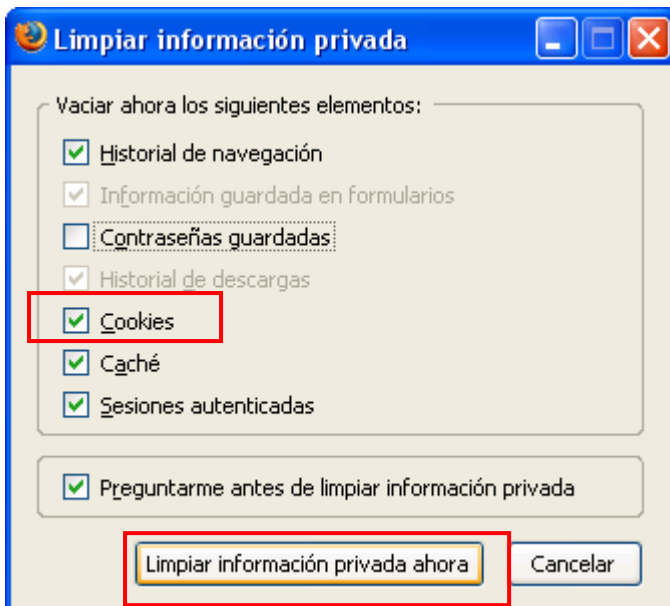 Limpiar información privada
Vaciar ahora los siguientes elementos:
Historial de navegación
Información guardada en formularios
Contraseñas guardadas
Historial de descargas
Cookies
Caché
Sesiones autenticadas
Preguntarme antes de limpiar información privada
Limpiar información privada ahora
Cancelar